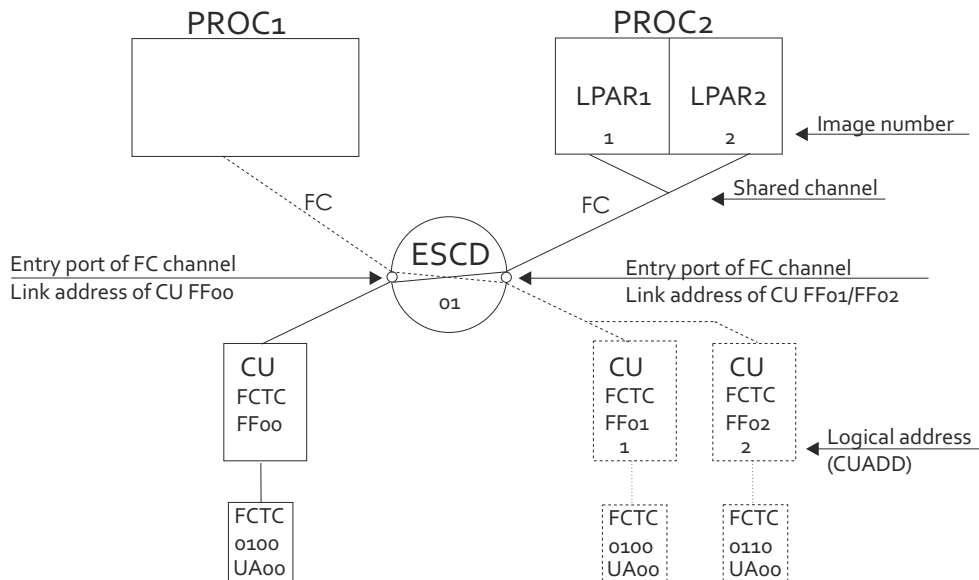 PROC1
PROC2
LPAR1
LPAR2
1
2
Image number
Shared channel
FC
FC
ESCD
01
Entry port of FC channel
Link address of CU FF00
Entry port of FC channel
Link address of CU FF01/FF02
CU
FCTC
FF00
CU
FCTC
FF01
1
CU
FCTC
FF02
2
Logical address
(CUADD)
FCTC
0100
UA00
FCTC
0100
UA00
FCTC
0110
UA00